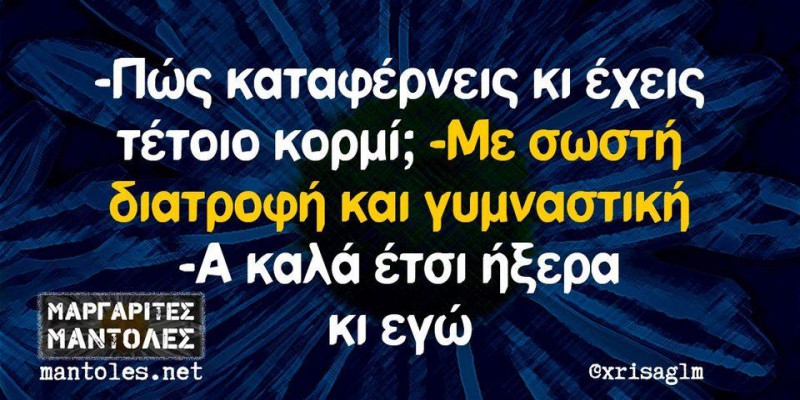 -Πώς καταφέρνεις κι έχεις
τέτοιο κορμί; -Με σωστή
διατροφή και γυμναστική
-Α καλά έτσι ήξερα
κι εγώ
ΜΑΡΓΑΡΙΤΕΣ
ΜΑΝΤΟΛΕΣ
mantoles.net
@xrisaglm